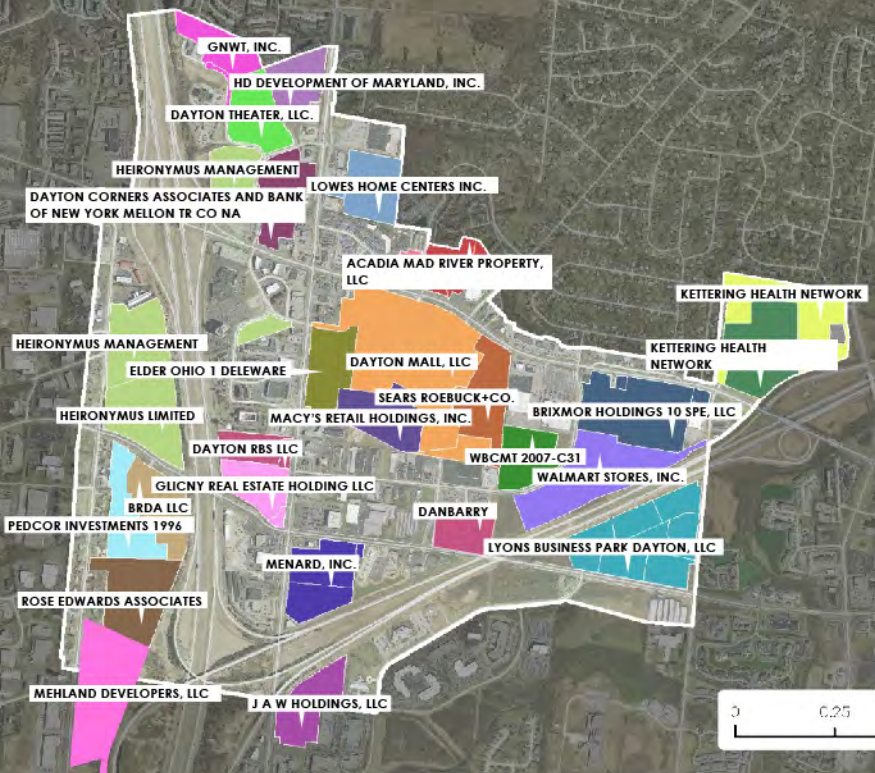 GNWT, INC.
HD DEVELOPMENT OF MARYLAND, INC.
DAYTON THEATER, LLC.
HEIRONYMUS MANAGEMENT
LOWES HOME CENTERS INC.
DAYTON CORNERS ASSOCIATES AND BANK
OF NEW YORK MELLON TR CO NA
ACADIA MAD RIVER PROPERTY,
LLC
KETTERING HEALTH NETWORK
HEIRONYMUS MANAGEMENT
KETTERING HEALTH
NETWORK
DAYTON MALL, LLC
ELDER OHIO 1 DELEWARE
SEARS ROEBUCK+CO.
HEIRONYMUS LIMITED
MACY'S RETAIL HOLDINGS, INC.
BRIXMOR HOLDINGS 10 SPE, LLC
DAYTON RBS LLC
WBCMT 2007-C31
WALMART STORES, INC.
GLICNY REAL ESTATE HOLDING LLC
BRDA LLC
DANBARRY
PEDCOR INVESTMENTS 1996
LYONS BUSINESS PARK DAYTON, LLC
MENARD, INC.
ROSE EDWARDS ASSOCIATES
MEHLAND DEVELOPERS, LLC
J A W HOLDINGS, LLC
0 0.25